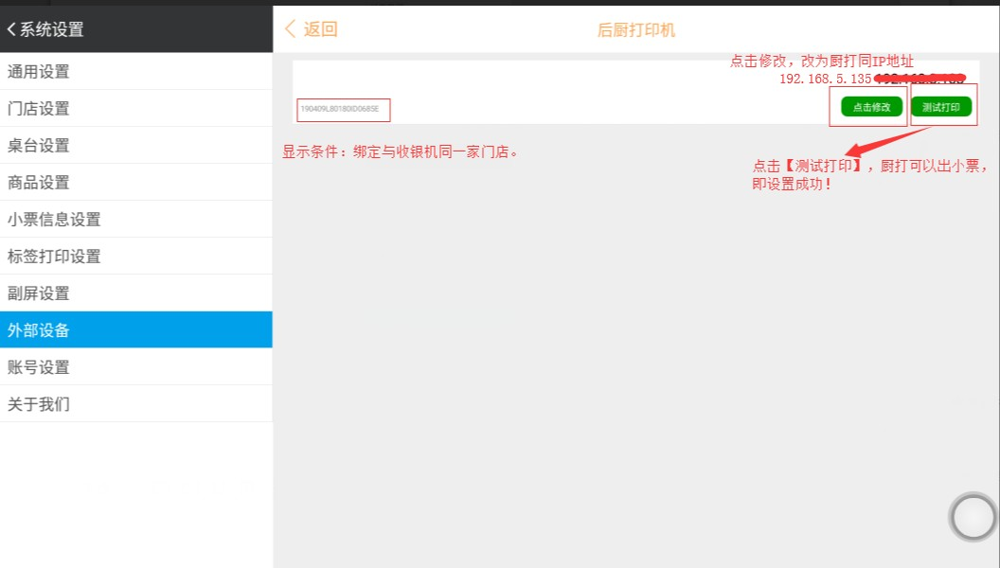 系统设置
通用设置
门店设置
桌台设置
商品设置
小票信息设置
标签打印设置
副屏设置
外部设备
账号设置
关于我们
返回
后厨打印机
点击修改，改为厨打同IP地址
192.168.5.135
点击修改
测试打印
显示条件：绑定与收银机同一家门店。
点击【测试打印】，厨打可以出小票，
即设置成功！